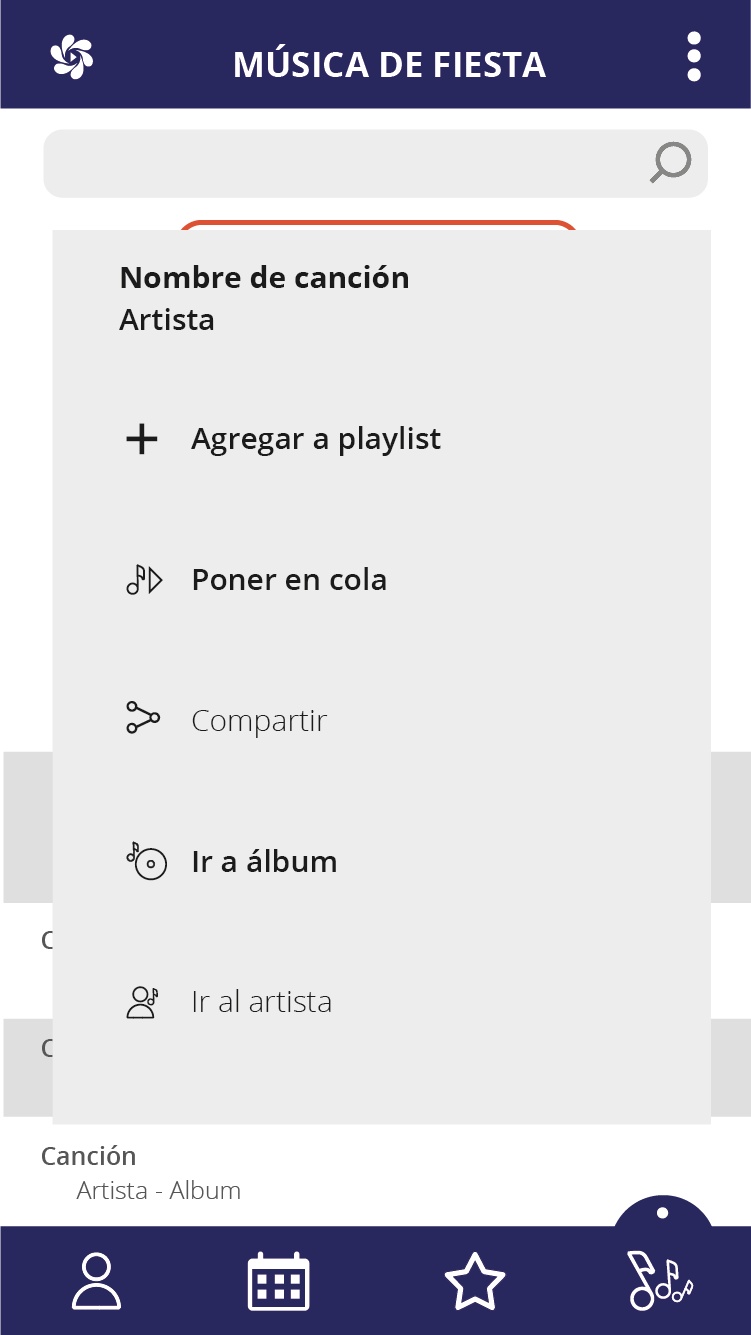 MÚSICA DE FIESTA
Nombre de canción
Artista
Agregar a playlist
Poner en cola
Compartir
Ir a álbum
Ir al artista
Canción
Artista - Album